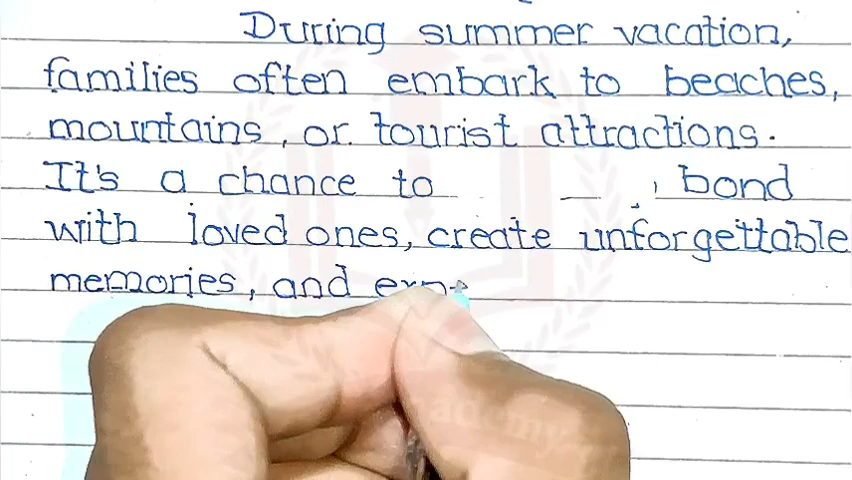 During summer vacation,
families often embark to beaches,
mountains, or tourist attractions.
It's a chance to , bond
with loved ones, create unforgettable
memories, and